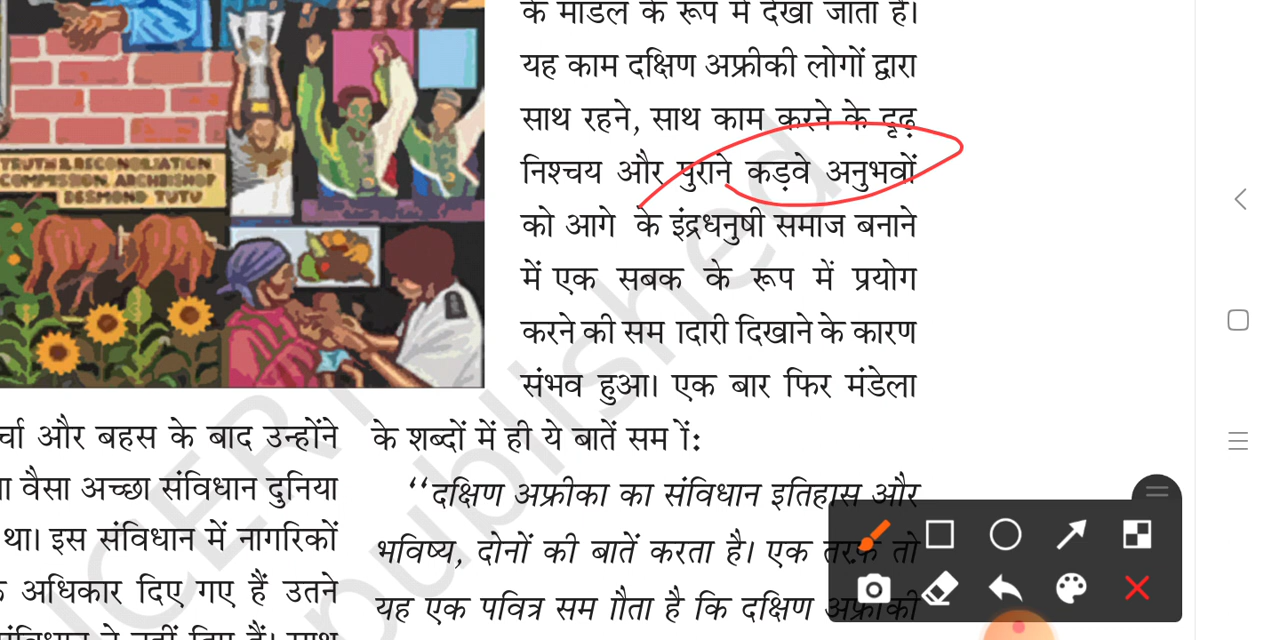 के मॉडल के रूप में देखा जाता है।
यह काम दक्षिण अफ्रीकी लोगों द्वारा
साथ रहने, साथ काम करने के दृढ़
निश्चय और पुराने कड़वे अनुभवों
को आगे के इंद्रधनुषी समाज बनाने
में एक सबक के रूप में प्रयोग
करने की सम ादारी दिखाने के कारण
संभव हुआ। एक बार फिर मंडेला
के शब्दों में ही ये बातें सम ों:
“दक्षिण अफ्रीका का संविधान इतिहास और
भविष्य, दोनों की बातें करता है। एक तरफ़ तो
यह एक पवित्र सम ाैता है कि दक्षिण अफ्रीकी
र्चा और बहस के बाद उन्होंने
ा वैसा अच्छा संविधान दुनिया
था। इस संविधान में नागरिकों
अधिकार दिए गए हैं उतने
TRUTH & RECONCILIATION
COMMISSION. ARCHBISHOP
DESMOND TUTU
published